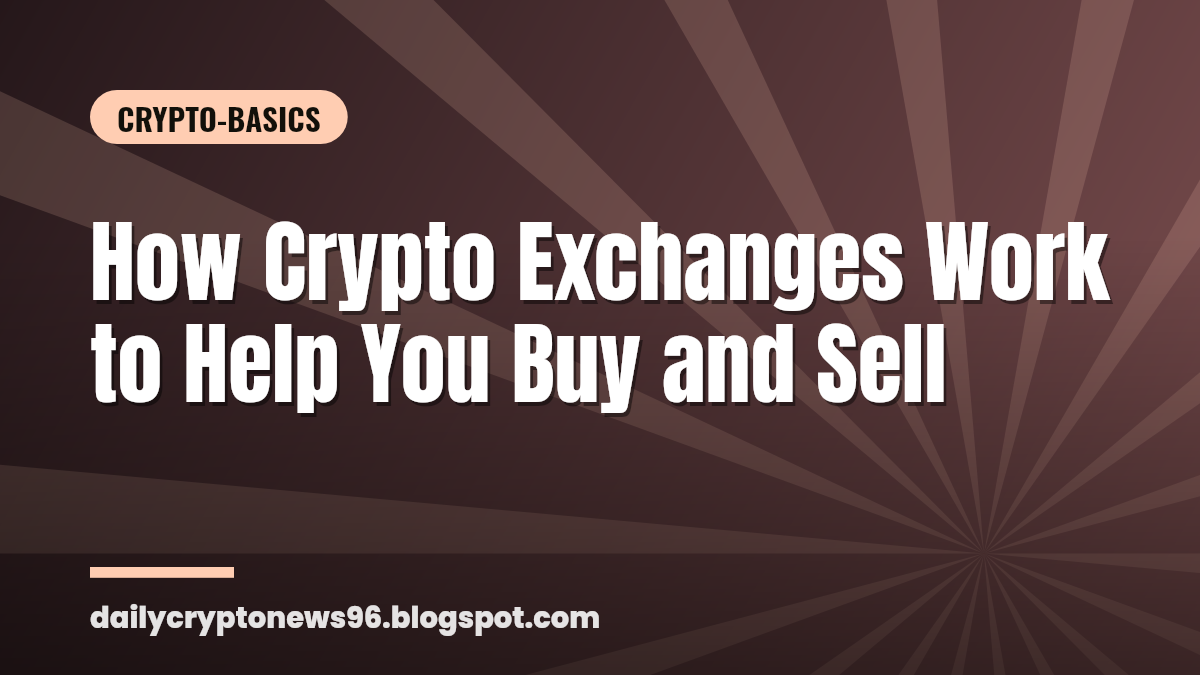 CRYPTO-BASICS
How Crypto Exchanges Work
to Help You Buy and Sell
dailycryptonews96.blogspot.com